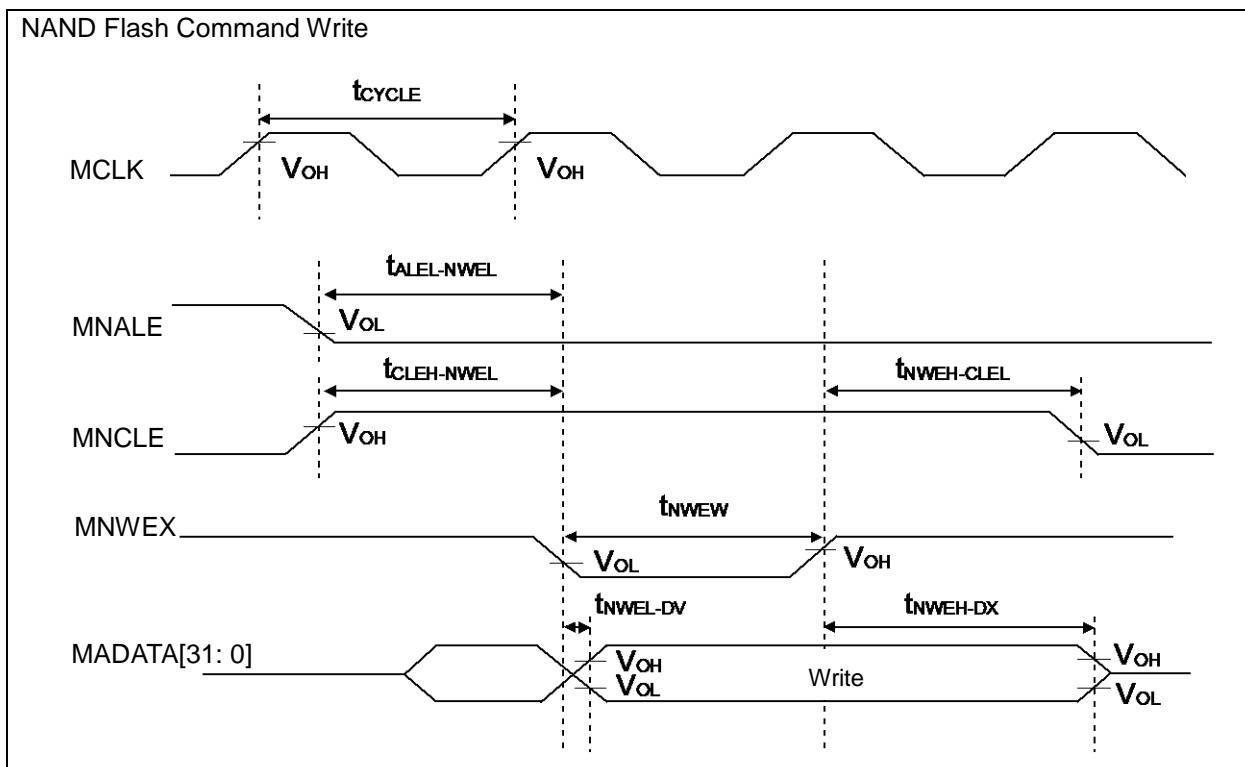 NAND Flash Command Write
tCYCLE
MCLK
VOH
VOH
tALEL-NWEL
MNALE
VOL
tCLEH-NWEL
tNWEH-CLEL
MNCLE
VOH
VOL
MNWEX
tNWEW
VOL
VOH
tNWEL-DV
tNWEH-DX
MADATA[31: 0]
VOH
VOL
Write
VOH
VOL